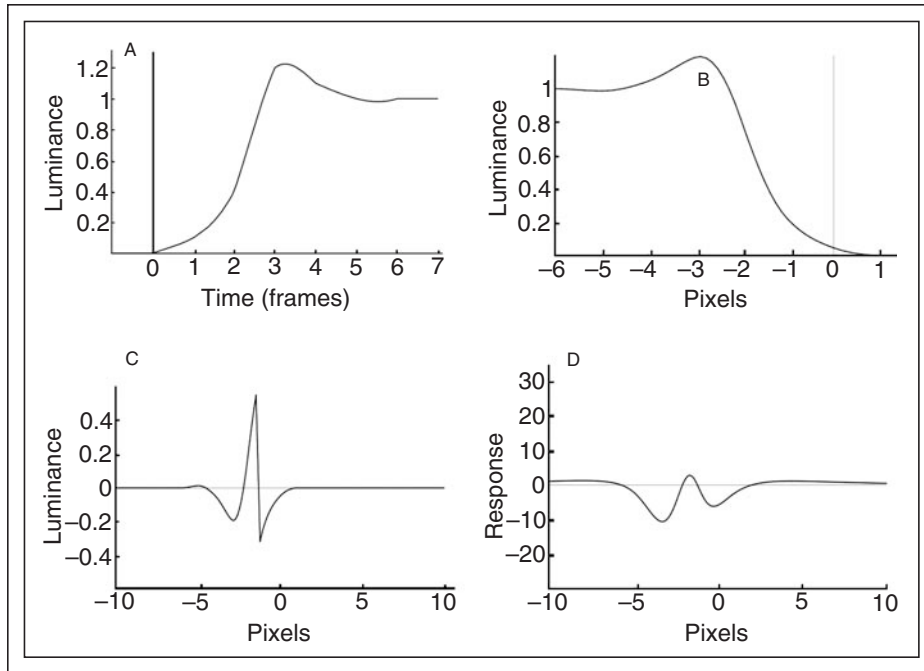 A
Luminance
1.2
1
0.8
0.6
0.4
0.2
0 1 2 3 4 5 6 7
Time (frames)
B
Luminance
1
0.8
0.6
0.4
0.2
–6 –5 –4 –3 –2 –1 0 1
Pixels
C
Luminance
0.4
0.2
0
–0.2
–0.4
–10 –5 0 5 10
Pixels
D
Response
30
20
10
0
–10
–20
–10 –5 0 5 10
Pixels